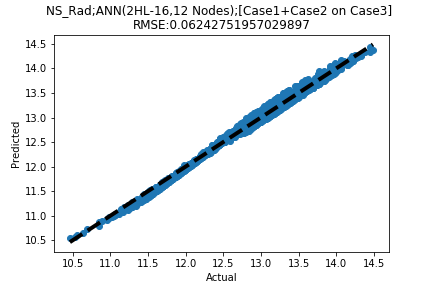 NS_Rad;ANN(2HL-16,12 Nodes);[Case1+Case2 on Case3]
RMSE:0.06242751957029897
14.5
14.0
13.5
13.0
12.5
12.0
11.5
11.0
10.5
Predicted
10.5 11.0 11.5 12.0 12.5 13.0 13.5 14.0 14.5
Actual